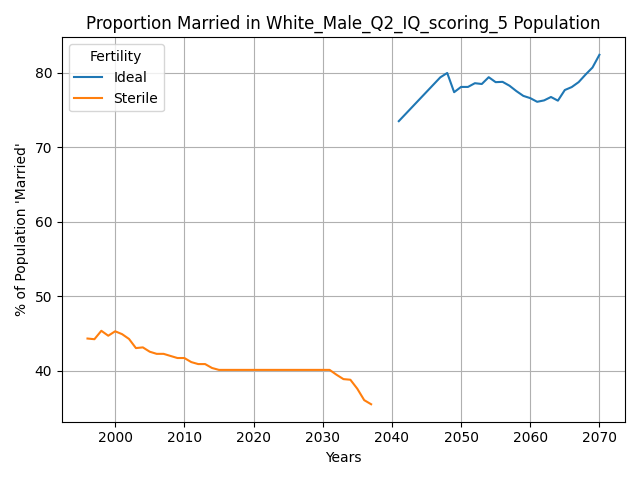 Proportion Married in White_Male_Q2_IQ_scoring_5 Population
Fertility
Ideal
Sterile
% of Population 'Married'
80
70
60
50
40
2000
2010
2020
2030
2040
2050
2060
2070
Years